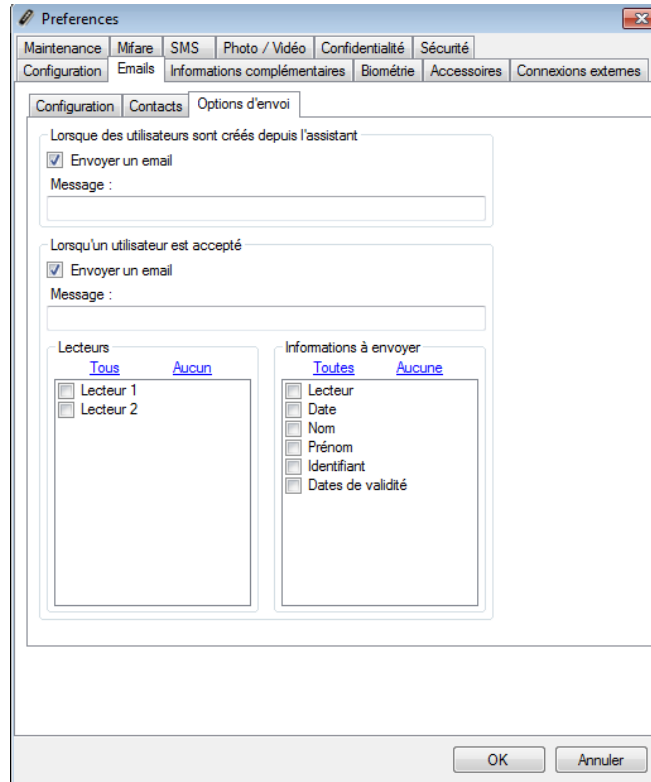 Preferences
Maintenance Mifare SMS Photo / Vidéo Confidentialité Sécurité
Configuration Emails Informations complémentaires Biométrie Accessoires Connexions externes
Configuration Contacts Options d'envoi
Lorsque des utilisateurs sont créés depuis l'assistant
Envoyer un email
Message :
Lorsqu'un utilisateur est accepté
Envoyer un email
Message :
Lecteurs
Tous Aucun
Lecteur 1
Lecteur 2
Informations à envoyer
Toutes Aucune
Lecteur
Date
Nom
Prénom
Identifiant
Dates de validité
OK Annuler